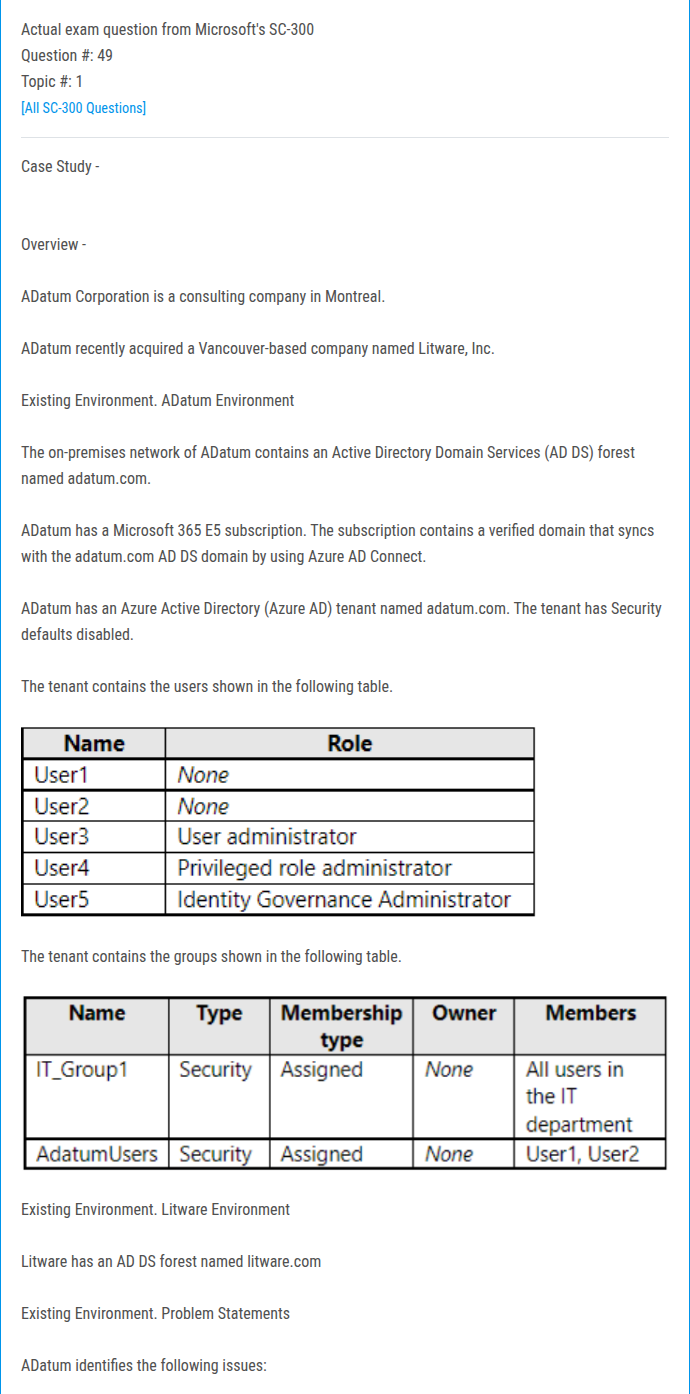 Actual exam question from Microsoft's SC-300
Question #: 49
Topic #: 1
[All SC-300 Questions]
Case Study -
Overview -
ADatum Corporation is a consulting company in Montreal.
ADatum recently acquired a Vancouver-based company named Litware, Inc.
Existing Environment. ADatum Environment
The on-premises network of ADatum contains an Active Directory Domain Services (AD DS) forest
named adatum.com.
ADatum has a Microsoft 365 E5 subscription. The subscription contains a verified domain that syncs
with the adatum.com AD DS domain by using Azure AD Connect.
ADatum has an Azure Active Directory (Azure AD) tenant named adatum.com. The tenant has Security
defaults disabled.
The tenant contains the users shown in the following table.
Name Role
User1 None
User2 None
User3 User administrator
User4 Privileged role administrator
User5 Identity Governance Administrator
The tenant contains the groups shown in the following table.
Name Type Membership type Owner Members
IT_Group1 Security Assigned None All users in
the IT
department
AdatumUsers Security Assigned None User1, User2
Existing Environment. Litware Environment
Litware has an AD DS forest named litware.com
Existing Environment. Problem Statements
ADatum identifies the following issues: